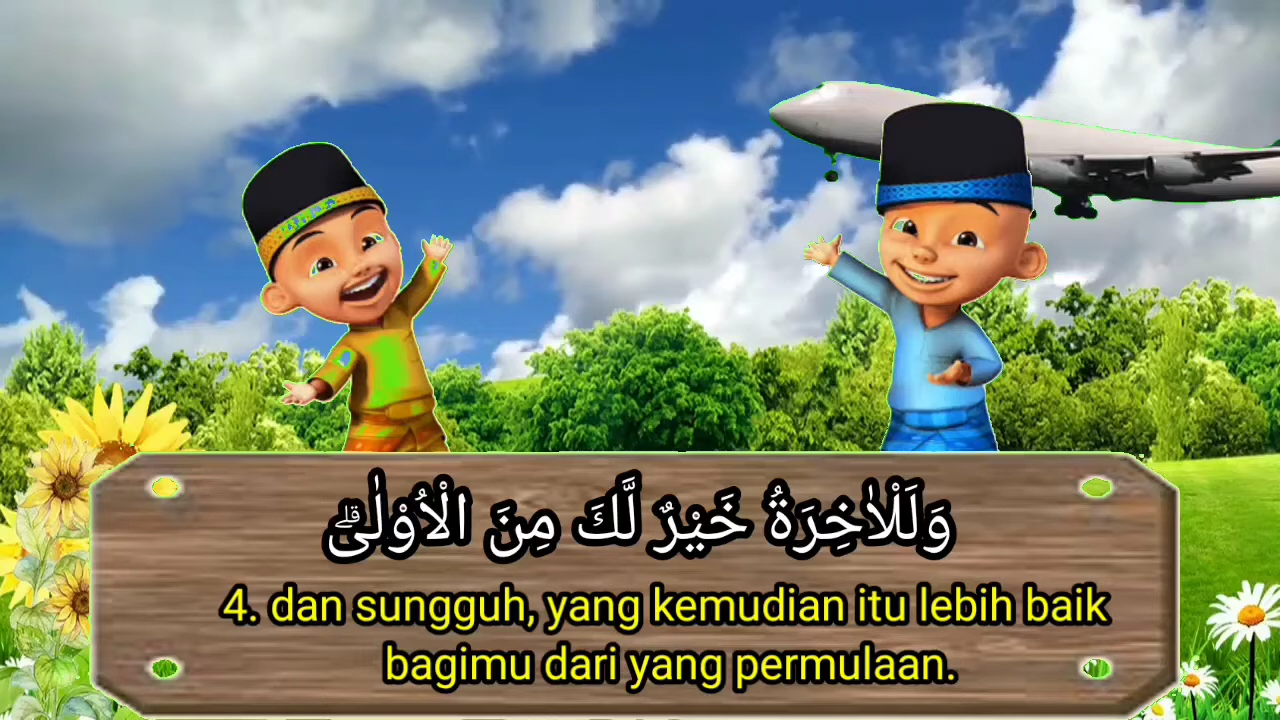 وَلَلْاٰخِرَةُ خَيْرٌ لَّكَ مِنَ الْاُوْلٰىۗ
4. dan sungguh, yang kemudian itu lebih baik
bagimu dari yang permulaan.